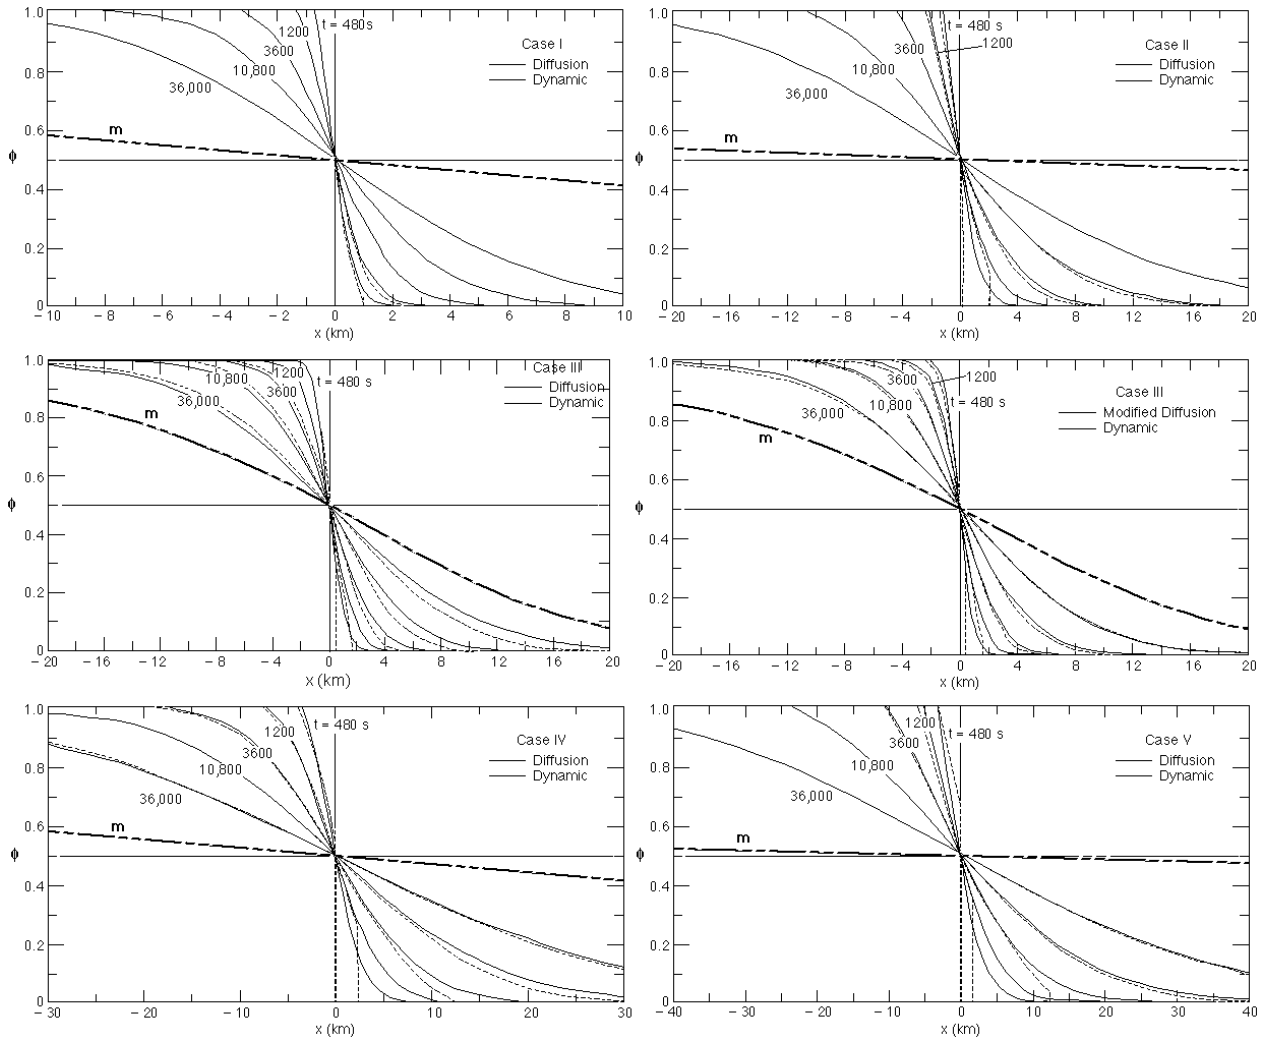 1.0
0.8
0.6
ϕ
0.4
0.2
0
t = 480s
1200
3600
10,800
36,000
m
Case I
Diffusion
Dynamic
– 10 – 8 – 6 – 4 – 2 0 2 4 6 8 10
x (km)
1.0
0.8
0.6
ϕ
0.4
0.2
0
t = 480 s
1200
3600
10,800
36,000
m
Case II
Diffusion
Dynamic
– 20 – 16 – 12 – 8 – 4 0 4 8 12 16 20
x (km)
1.0
0.8
0.6
ϕ
0.4
0.2
0
t = 480 s
1200
3600
10,800
36,000
m
Case III
Diffusion
Dynamic
– 20 – 16 – 12 – 8 – 4 0 4 8 12 16 20
x (km)
1.0
0.8
0.6
ϕ
0.4
0.2
0
t = 480 s
1200
3600
10,800
36,000
m
Case III
Modified Diffusion
Dynamic
– 20 – 16 – 12 – 8 – 4 0 4 8 12 16 20
x (km)
1.0
0.8
0.6
ϕ
0.4
0.2
0
t = 480 s
1200
3600
10,800
36,000
m
Case IV
Diffusion
Dynamic
– 30 – 20 – 10 0 10 20 30
x (km)
1.0
0.8
0.6
ϕ
0.4
0.2
0
t = 480 s
1200
3600
10,800
36,000
m
Case V
Diffusion
Dynamic
– 40 – 30 – 20 – 10 0 10 20 30 40
x (km)